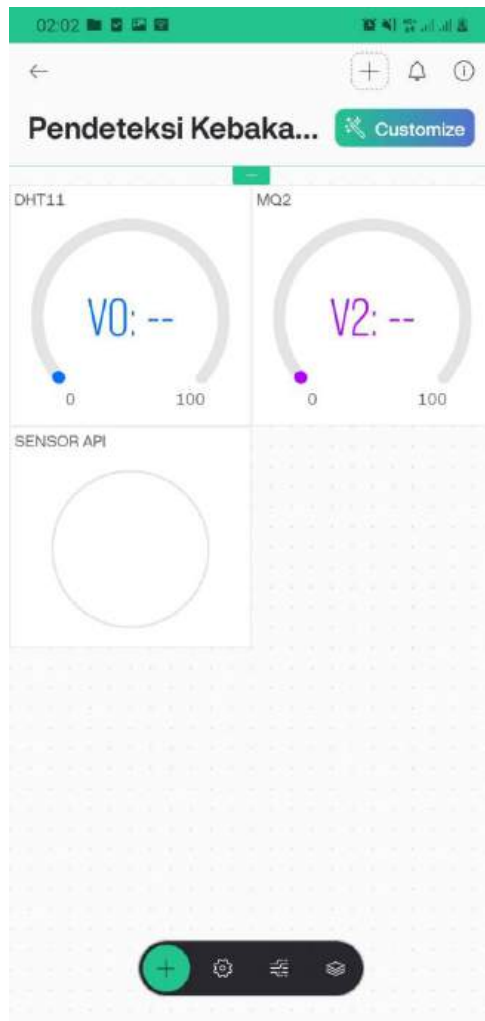 02:02
Pendeteksi Kebaka...
Customize
DHT11
MQ2
V0: --
V2: --
0
100
0
100
SENSOR API